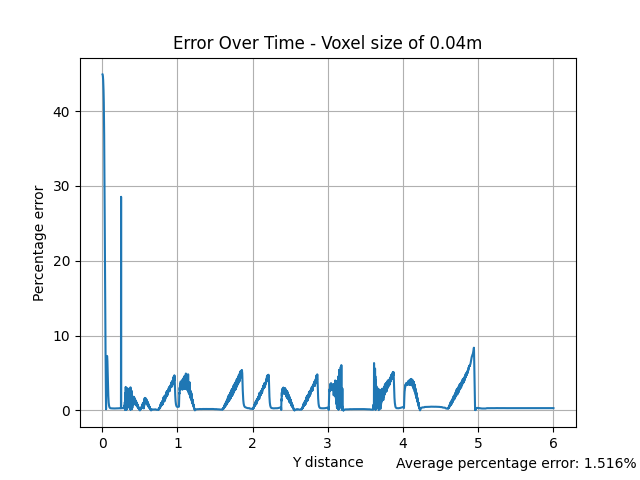 Error Over Time - Voxel size of 0.04m
Percentage error
40
30
20
10
0
0 1 2 3 4 5 6
Y distance
Average percentage error: 1.516%